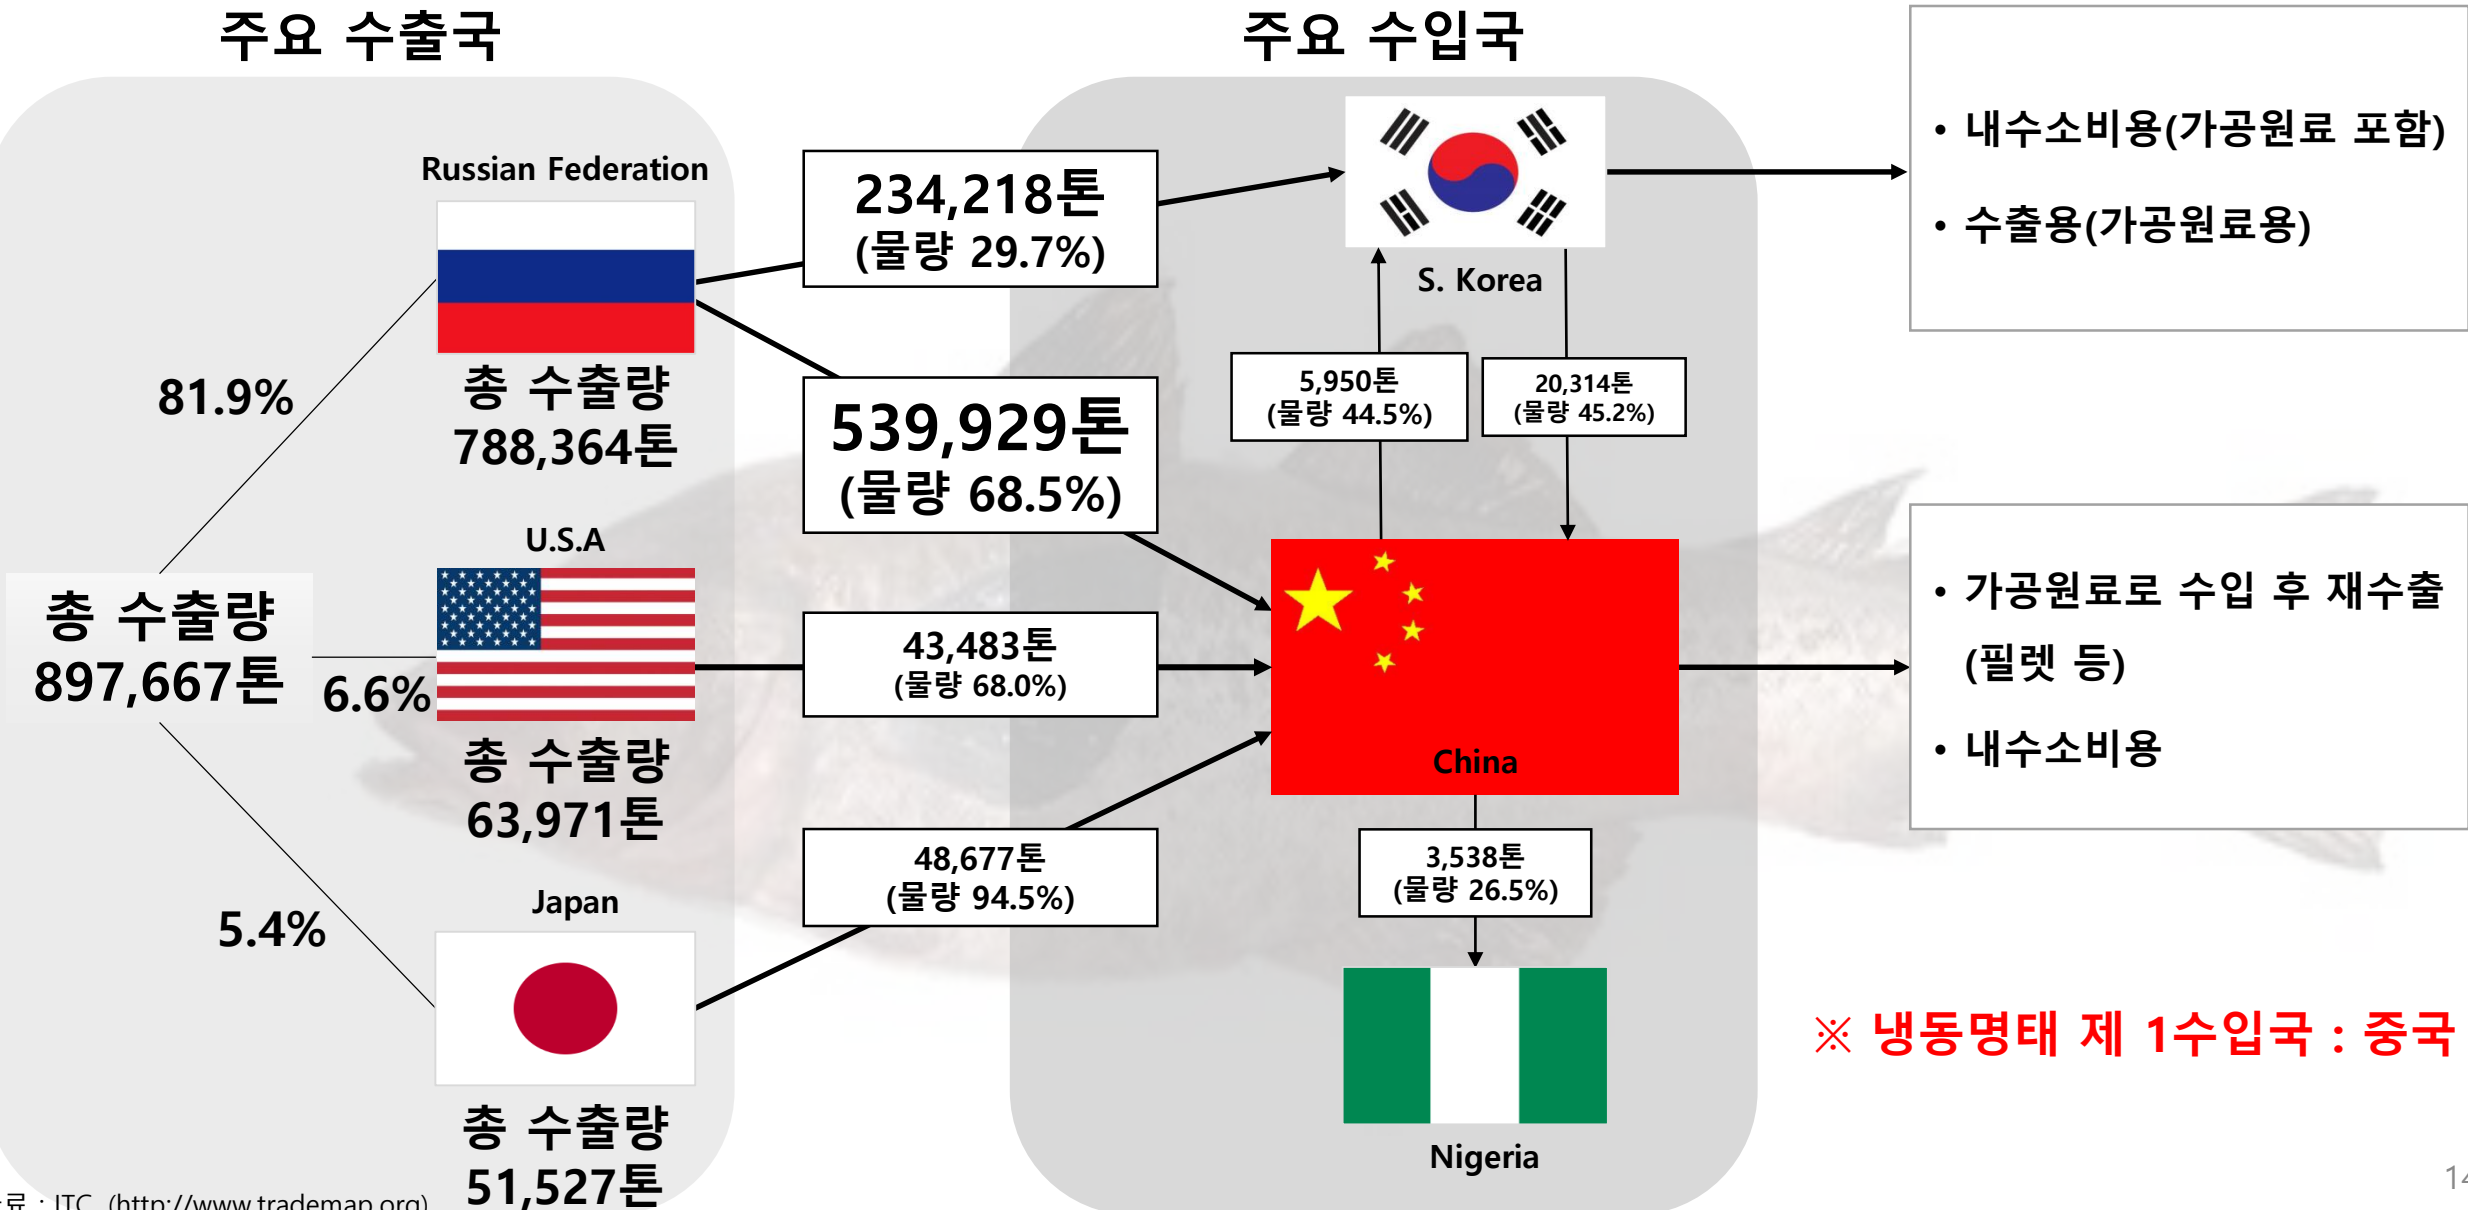 주요 수출국
주요 수입국
Russian Federation
총 수출량
788,364톤
81.9%
총 수출량
897,667톤
6.6%
5.4%
U.S.A
총 수출량
63,971톤
Japan
총 수출량
51,527톤
234,218톤
(물량 29.7%)
539,929톤
(물량 68.5%)
43,483톤
(물량 68.0%)
48,677톤
(물량 94.5%)
S. Korea
5,950톤
(물량 44.5%)
20,314톤
(물량 45.2%)
China
3,538톤
(물량 26.5%)
Nigeria
• 내수소비용(가공원료 포함)
• 수출용(가공원료용)
• 가공원료로 수입 후 재수출
(필렛 등)
• 내수소비용
※ 냉동명태 제 1수입국 : 중국
: ITC (http://www.trademap.org)